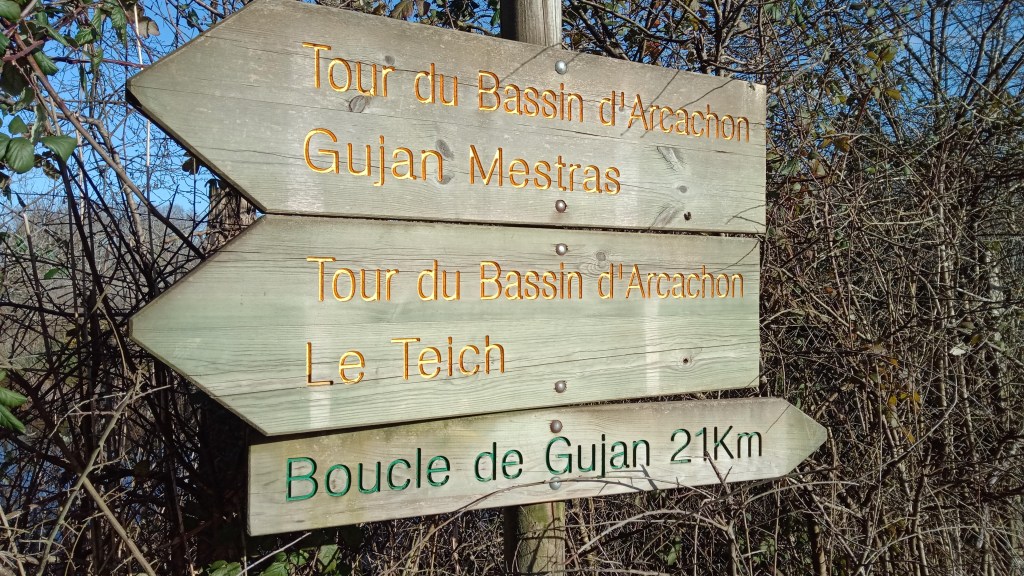 Tour du Bassin d'Arcachon
Gujan Mestras
Tour du Bassin d'Arcachon
Le Teich
Boucle de Gujan 21Km